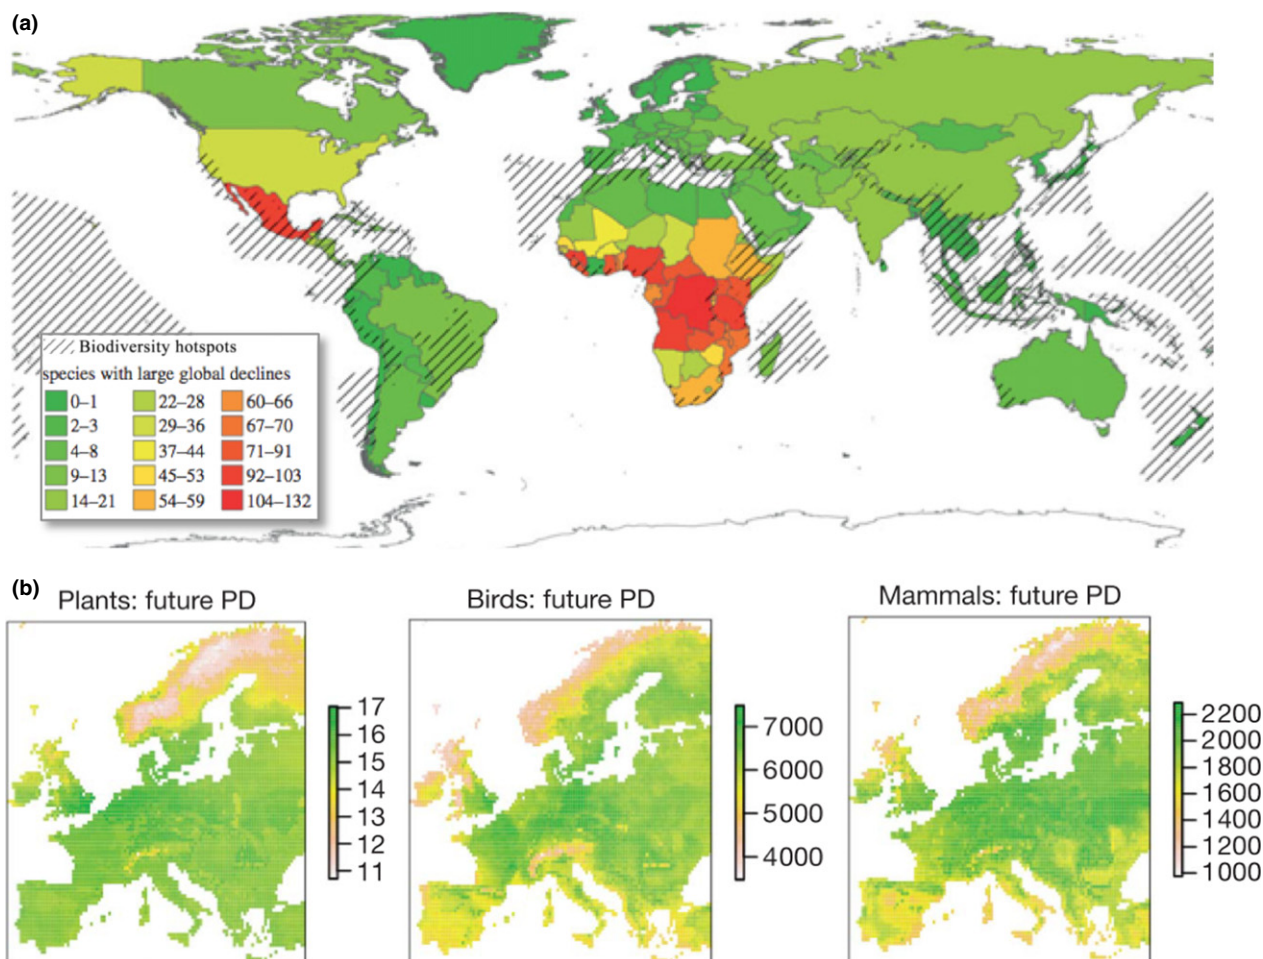 (a)
Biodiversity hotspots
species with large global declines
0–1 22–28 60–66
2–3 29–36 67–70
4–8 37–44 71–91
9–13 45–53 92–103
14–21 54–59 104–132
(b)
Plants: future PD Birds: future PD Mammals: future PD
17
16
15
14
13
12
11
7000
6000
5000
4000
2200
2000
1800
1600
1400
1200
1000